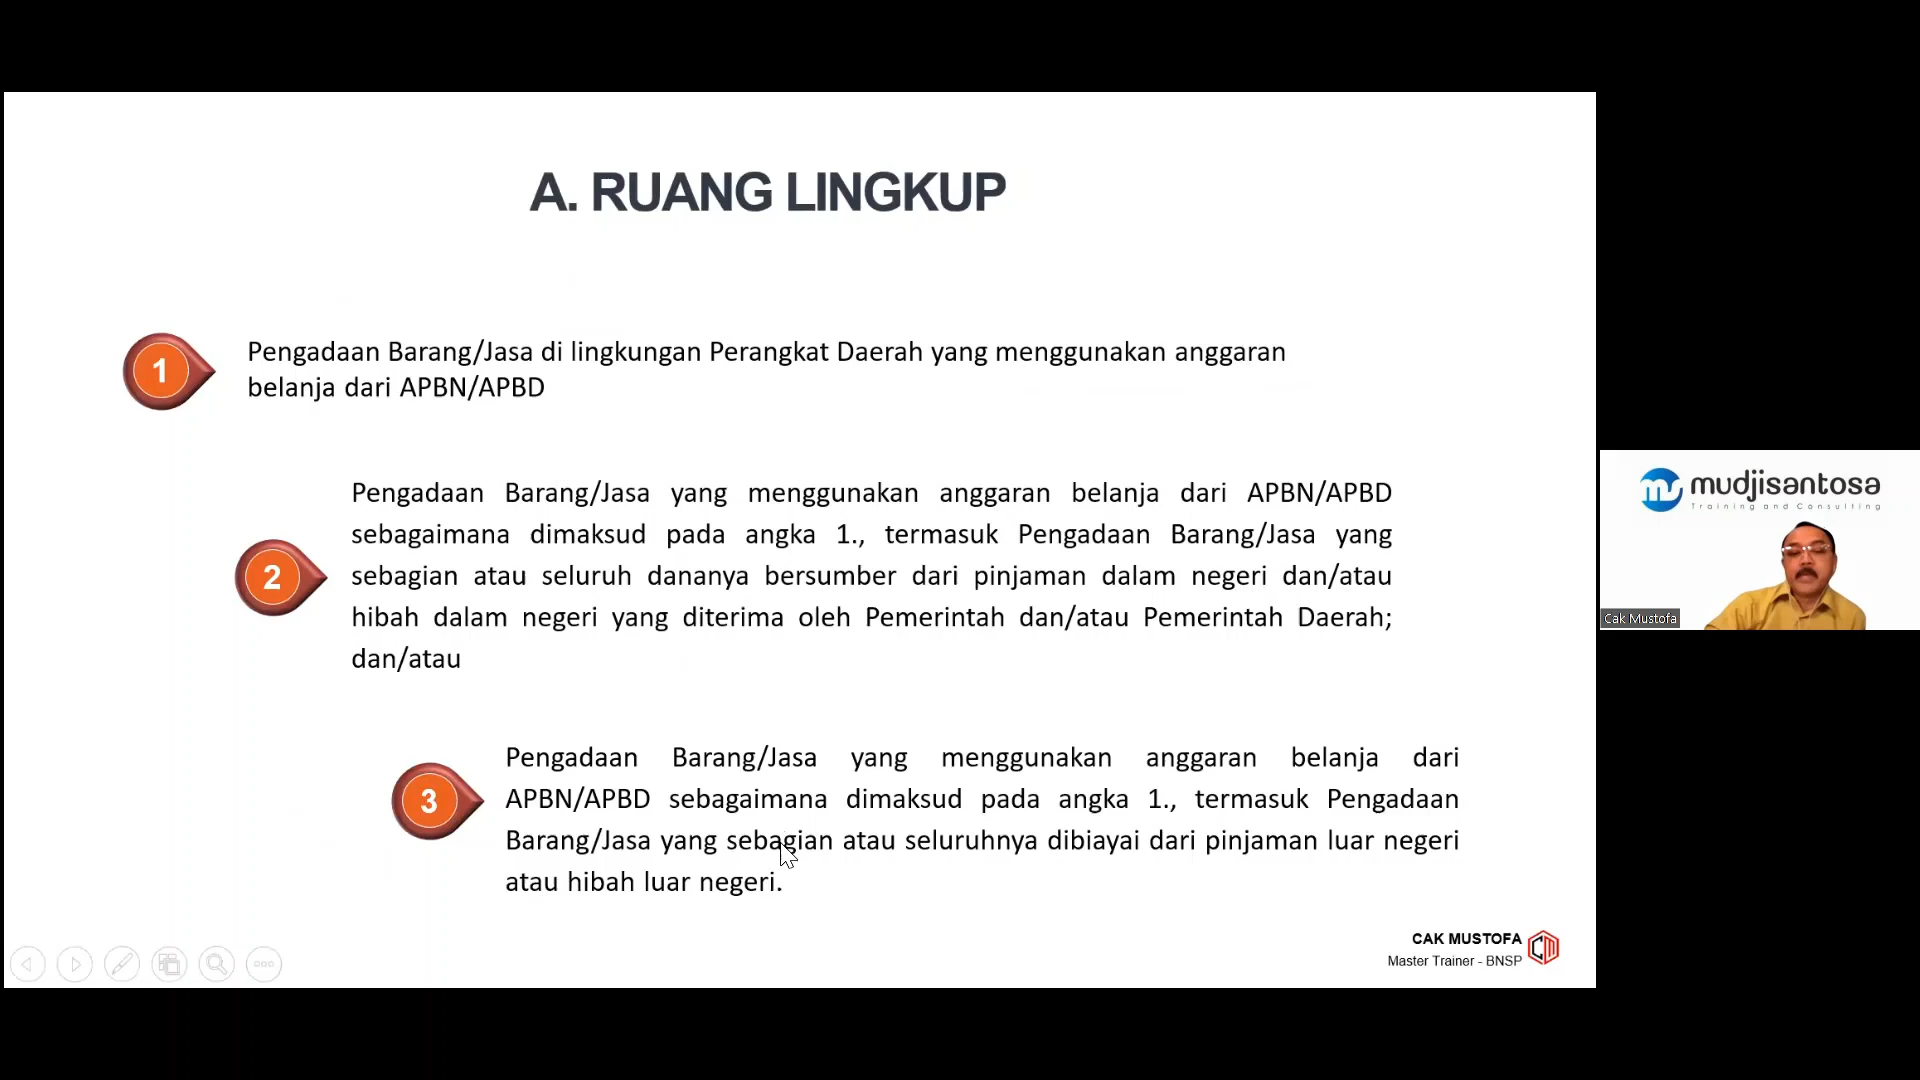 A. RUANG LINGKUP
1
Pengadaan Barang/Jasa di lingkungan Perangkat Daerah yang menggunakan anggaran
belanja dari APBN/APBD
2
Pengadaan Barang/Jasa yang menggunakan anggaran belanja dari APBN/APBD
sebagaimana dimaksud pada angka 1., termasuk Pengadaan Barang/Jasa yang
sebagian atau seluruh dananya bersumber dari pinjaman dalam negeri dan/atau
hibah dalam negeri yang diterima oleh Pemerintah dan/atau Pemerintah Daerah;
dan/atau
3
Pengadaan Barang/Jasa yang menggunakan anggaran belanja dari
APBN/APBD sebagaimana dimaksud pada angka 1., termasuk Pengadaan
Barang/Jasa yang sebagian atau seluruhnya dibiayai dari pinjaman luar negeri
atau hibah luar negeri.
CAK MUSTOFA
Master Trainer - BNSP
mudjisantosa
Training and Consulting
Cak Mustofa